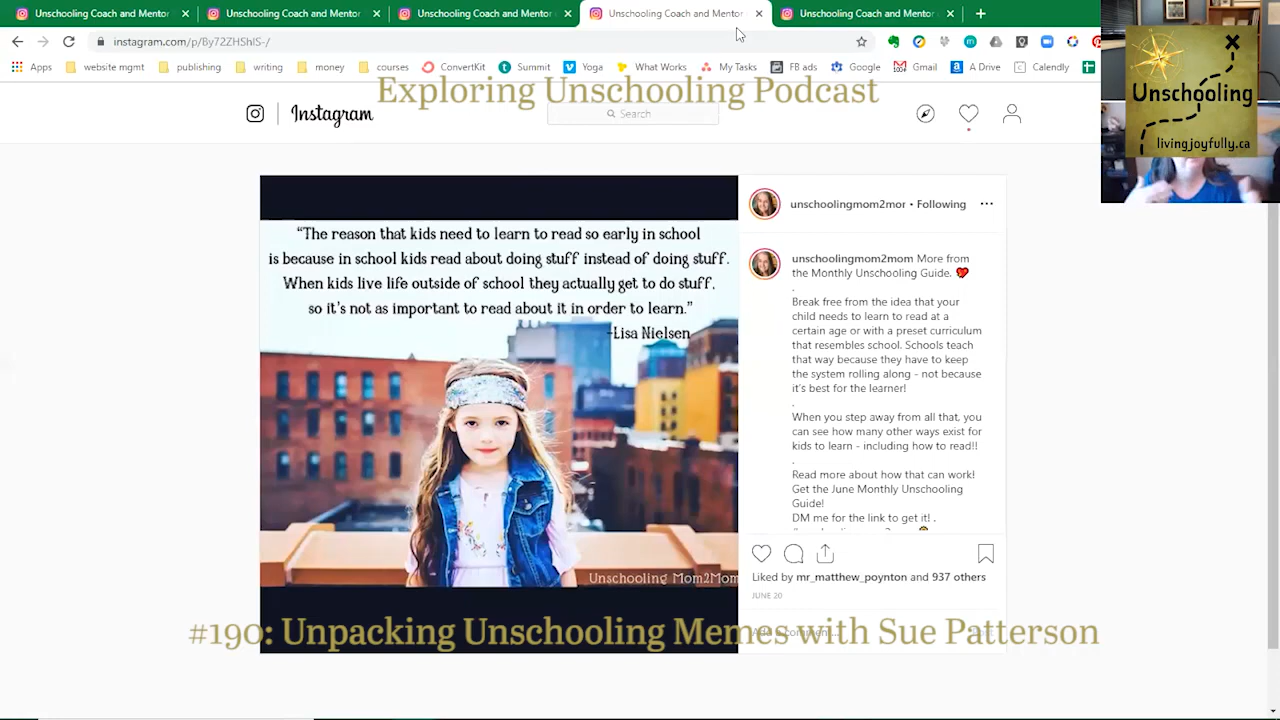 Unschooling Coach and Mentor
Unschooling Coach and Mentor
Unschooling Coach and Mentor
Unschooling Coach and Mentor
Unschooling Coach and Mentor
instagram.com/p/By72ZHShIS-/
Apps
website mgmt
publishing
writing
money
courses
ConvertKit
Summit
Yoga
What Works
My Tasks
FB ads
Google
Gmail
A Drive
Calendly
Exploring Unschooling Podcast
Instagram
Search
Unschooling
livingjoyfully.ca
“The reason that kids need to learn to read so early in school
is because in school kids read about doing stuff instead of doing stuff.
When kids live life outside of school they actually get to do stuff,
so it’s not as important to read about it in order to learn.”
-Lisa Nielsen
Unschooling Mom2Mom
unschoolingmom2mor • Following
unschoolingmom2mom More from
the Monthly Unschooling Guide.
.
Break free from the idea that your
child needs to learn to read at a
certain age or with a preset curriculum
that resembles school. Schools teach
that way because they have to keep
the system rolling along - not because
it's best for the learner!
.
When you step away from all that, you
can see how many other ways exist for
kids to learn - including how to read!!
.
Read more about how that can work!
Get the June Monthly Unschooling
Guide!
DM me for the link to get it! .
Liked by mr_matthew_poynton and 937 others
JUNE 20
#190: Unpacking Unschooling Memes with Sue Patterson